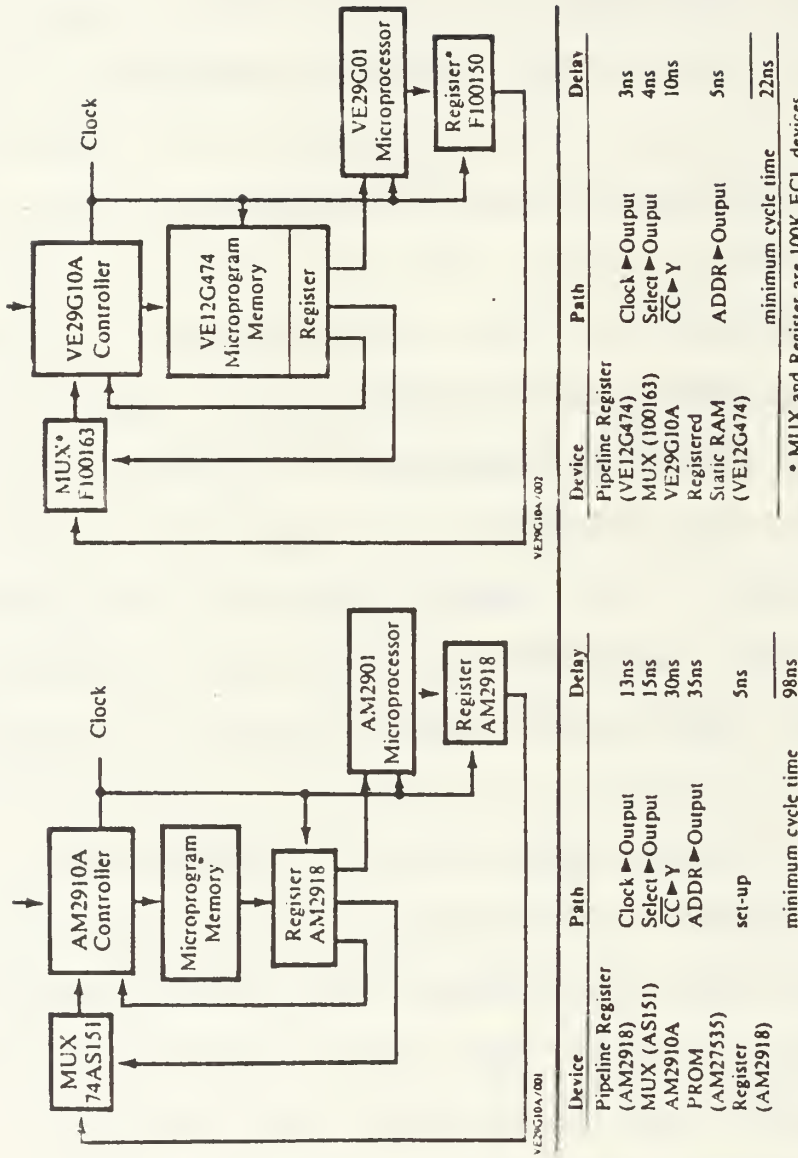 MUX
74AS151
AM2910A
Controller
Clock
Microprogram
Memory*
Register
AM2918
AM2901
Microprocessor
Register
AM2918
VE29G10A/001
Device Path Delay
Pipeline Register
(AM2918) Clock ►Output 13ns
MUX (AS151) Select ►Output 15ns
AM2910A CC►Y 30ns
PROM ADDR►Output 35ns
(AM27S35)
Register set-up 5ns
(AM2918)
minimum cycle time 98ns
MUX*
F100163
VE29G10A
Controller
Clock
VE12G474
Microprogram
Memory
Register
VE29G01
Microprocessor
Register*
F100150
VE29G10A/002
Device Path Delay
Pipeline Register
(VE12G474) Clock ►Output 3ns
MUX (100163) Select ►Output 4ns
VE29G10A CC►Y 10ns
Registered
Static RAM ADDR►Output 5ns
(VE12G474)
minimum cycle time 22ns
* MUX and Register are 100K ECL devices